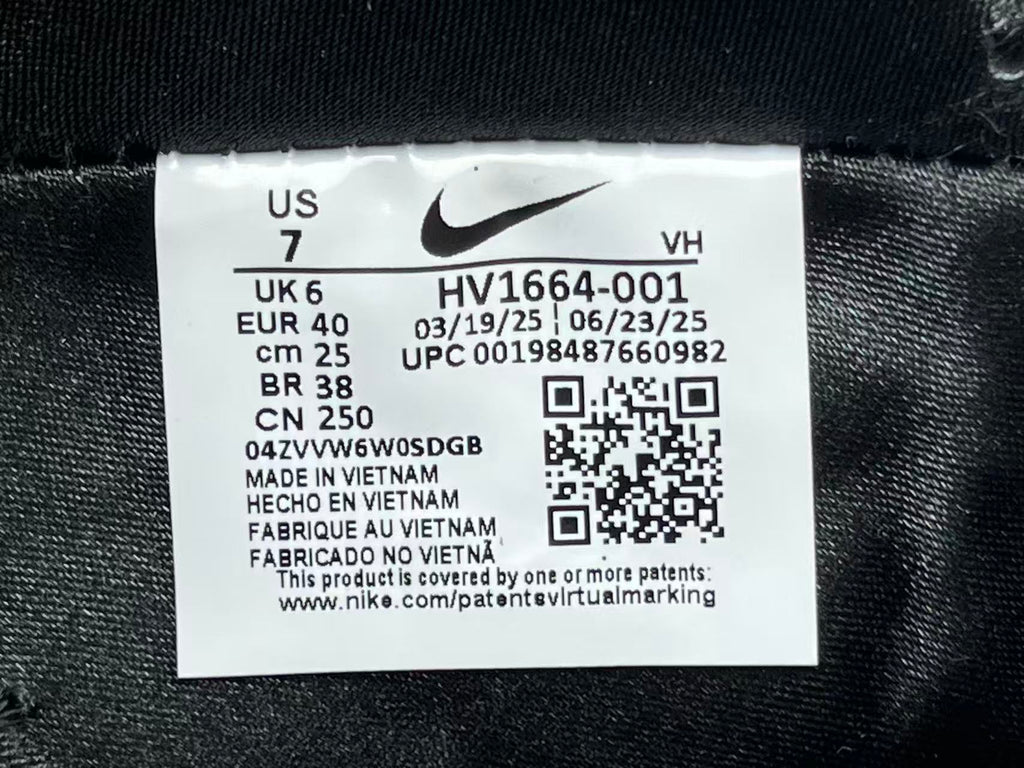 US
7
VH
UK 6
EUR 40
cm 25
BR 38
CN 250
HV1664-001
03/19/25 | 06/23/25
UPC 00198487660982
04ZVVW6W0SDGB
MADE IN VIETNAM
HECHO EN VIETNAM
FABRIQUE AU VIETNAM
FABRICADO NO VIETNÃ
This product is covered by one or more patents:
www.nike.com/patentsvirtualmarking